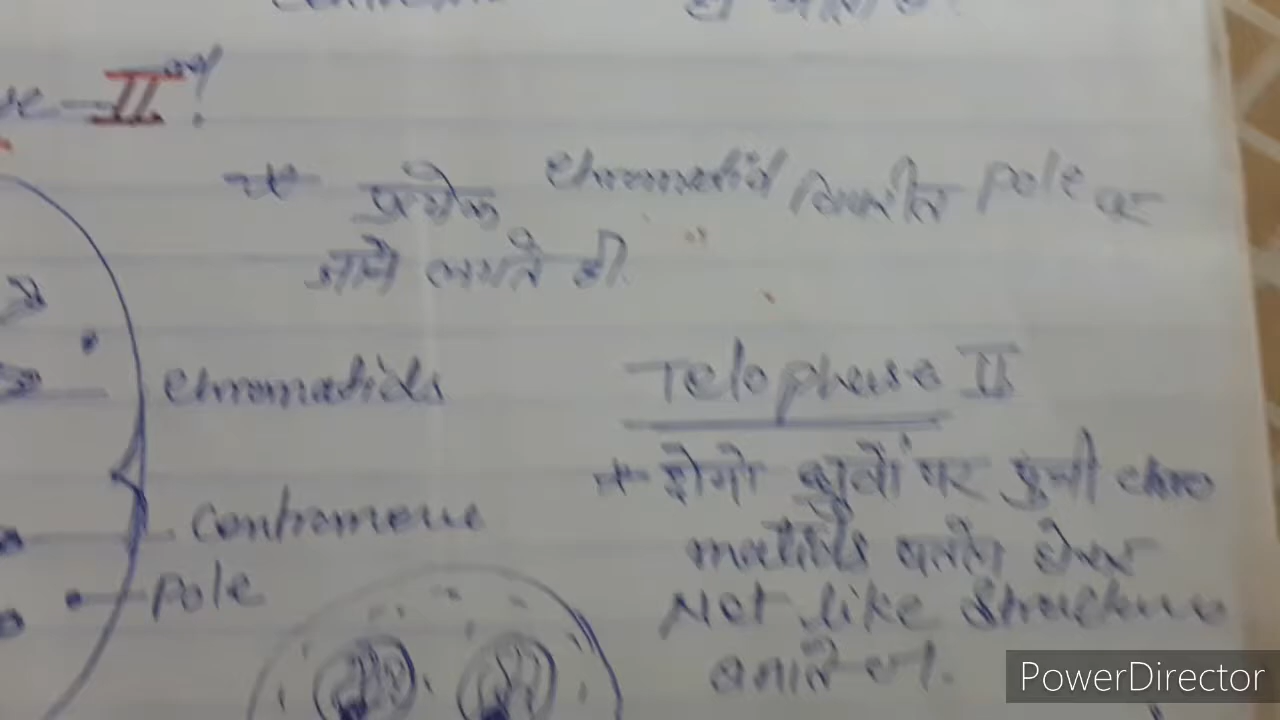 II
* प्रत्येक chromatid विपरीत pole पर
जाने लगते है।
chromatids
Telophase II
* दोनो ध्रुवों पर पुत्री chro
centromere
matids पतले होकर
pole
Net like structure
बनाते है।
PowerDirector